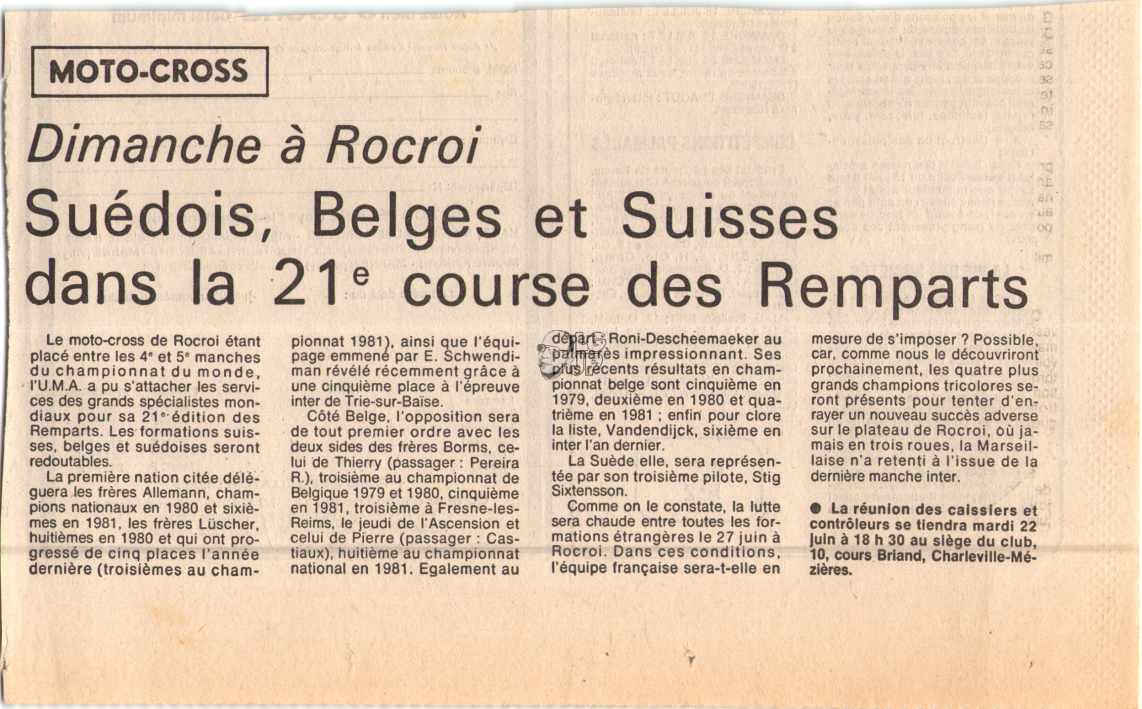 MOTO-CROSS
Dimanche à Rocroi
Suédois, Belges et Suisses
dans la 21e course des Remparts
Le moto-cross de Rocroi étant
placé entre les 4e et 5e manches
du championnat du monde,
l'U.M.A. a pu s'attacher les servi-
ces des grands spécialistes mon-
diaux pour sa 21e édition des
Remparts. Les formations suis-
ses, belges et suédoises seront
redoutables.
La première nation citée délé-
guera les frères Allemann, cham-
pions nationaux en 1980 et sixiè-
mes en 1981, les frères Lüscher,
huitièmes en 1980 et qui ont pro-
gressé de cinq places l'année
dernière (troisièmes au cham-
pionnat 1981), ainsi que l'équi-
page emmené par E. Schwendi-
man révélé récemment grâce à
une cinquième place à l'épreuve
inter de Trie-sur-Baïse.
Côté Belge, l'opposition sera
de tout premier ordre avec les
deux sides des frères Borms, ce-
lui de Thierry (passager : Pereira
R.), troisième au championnat de
Belgique 1979 et 1980, cinquième
en 1981, troisième à Fresne-les-
Reims, le jeudi de l'Ascension et
celui de Pierre (passager : Cas-
tiaux), huitième au championnat
national en 1981. Egalement au
départ Roni-Descheemaeker au
palmarès impressionnant. Ses
plus récents résultats en cham-
pionnat belge sont cinquième en
1979, deuxième en 1980 et qua-
trième en 1981 ; enfin pour clore
la liste, Vandendijck, sixième en
inter l'an dernier.
La Suède elle, sera représen-
tée par son troisième pilote, Stig
Sixtensson.
Comme on le constate, la lutte
sera chaude entre toutes les for-
mations étrangères le 27 juin à
Rocroi. Dans ces conditions,
l'équipe française sera-t-elle en
mesure de s'imposer ? Possible,
car, comme nous le découvriront
prochainement, les quatre plus
grands champions tricolores se-
ront présents pour tenter d'en-
rayer un nouveau succès adverse
sur le plateau de Rocroi, où ja-
mais en trois roues, la Marseil-
laise n'a retenti à l'issue de la
dernière manche inter.
● La réunion des caissiers et
contrôleurs se tiendra mardi 22
juin à 18 h 30 au siège du club,
10, cours Briand, Charleville-Mé-
zières.